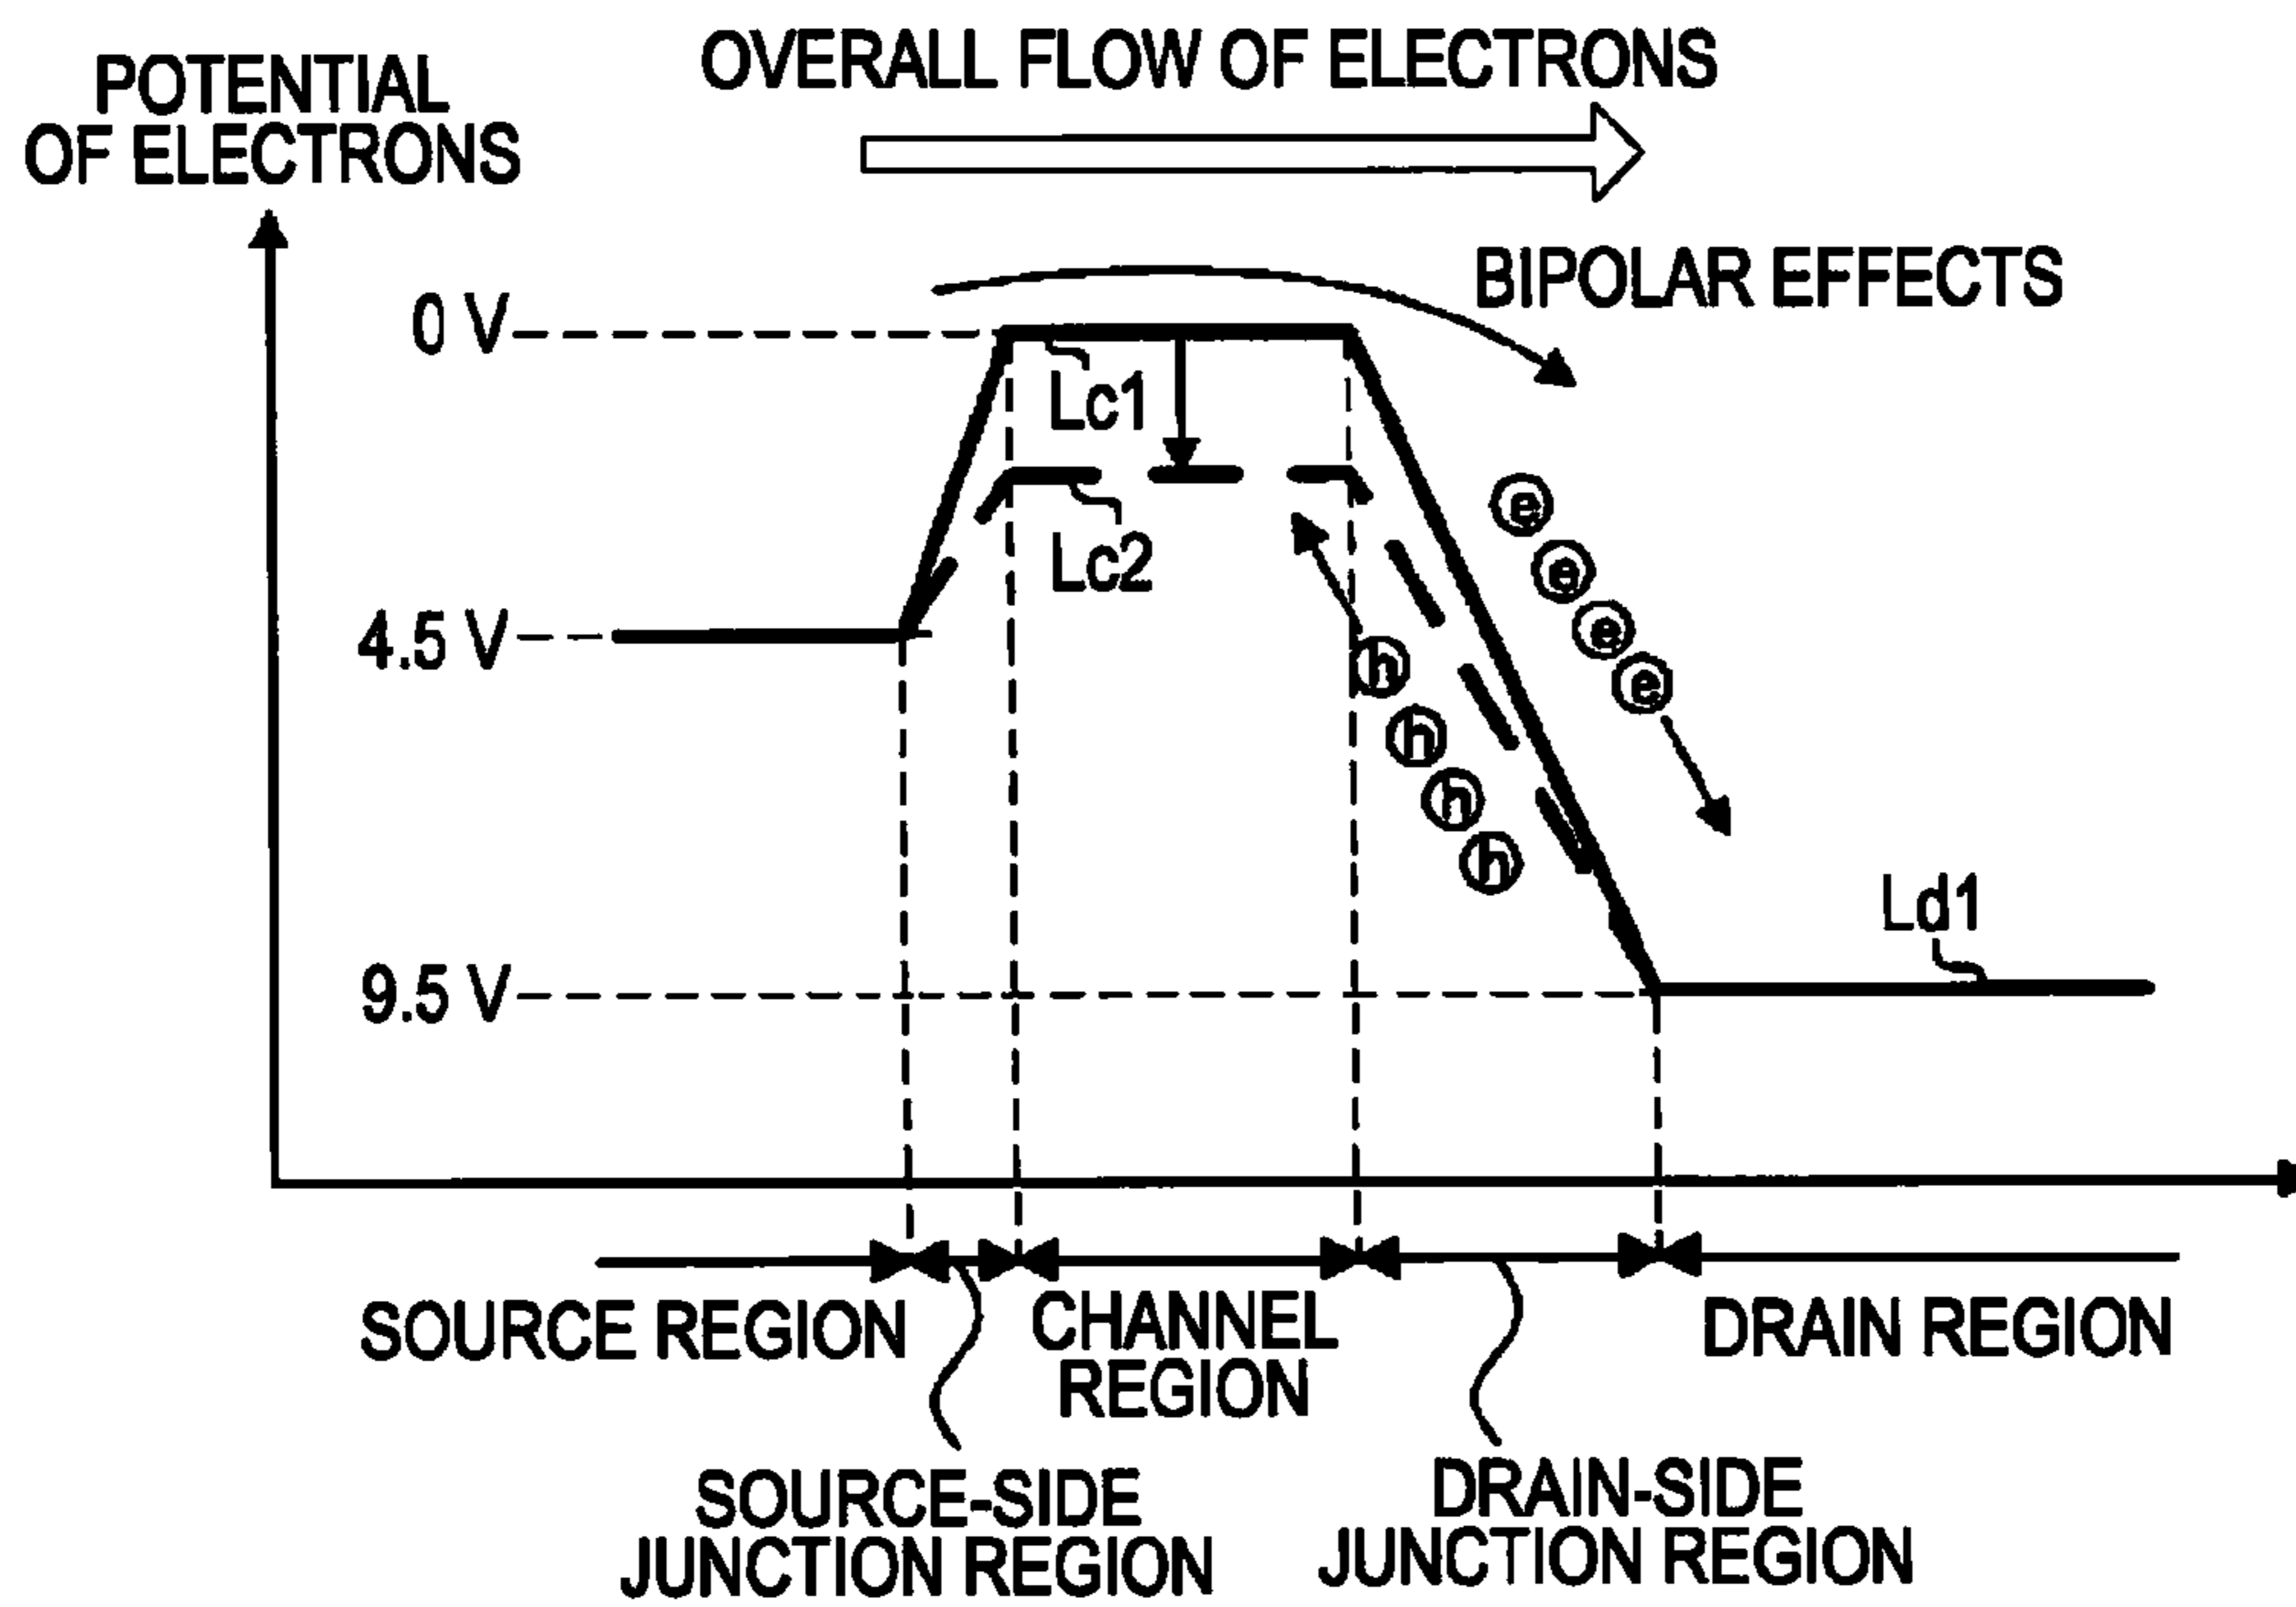 POTENTIAL
OF ELECTRONS
OVERALL FLOW OF ELECTRONS
BIPOLAR EFFECTS
0 V
Lc1
Lc2
e
e
e
e
4.5 V
h
h
h
h
Ld1
9.5 V
SOURCE REGION
CHANNEL
REGION
DRAIN REGION
SOURCE-SIDE
JUNCTION REGION
DRAIN-SIDE
JUNCTION REGION